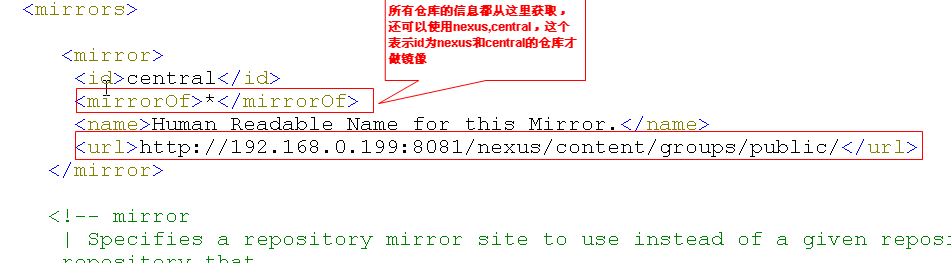 <mirrors>
所有仓库的信息都从这里获取，
还可以使用nexus,central，这个
表示id为nexus和central的仓库才
做镜像
<mirror>
<id>central</id>
<mirrorOf>*</mirrorOf>
<name>Human Readable Name for this Mirror.</name>
<url>http://192.168.0.199:8081/nexus/content/groups/public/</url>
</mirror>
<!-- mirror
| Specifies a repository mirror site to use instead of a given reposi
repository that